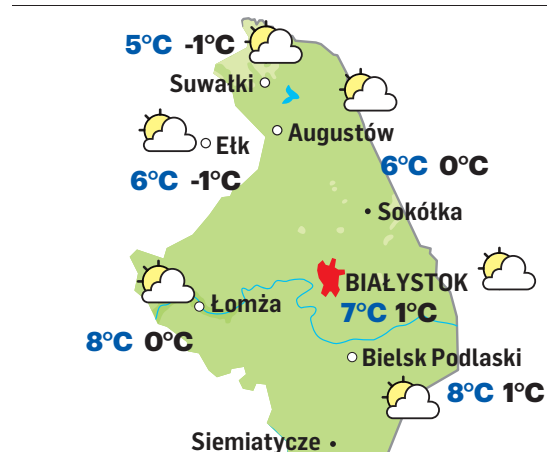 5°C -1°C
Suwałki
Augustów
Ełk
6°C -1°C
6°C 0°C
Sokółka
BIAŁYSTOK
7°C 1°C
Łomża
8°C 0°C
Bielsk Podlaski
8°C 1°C
Siemiatycze